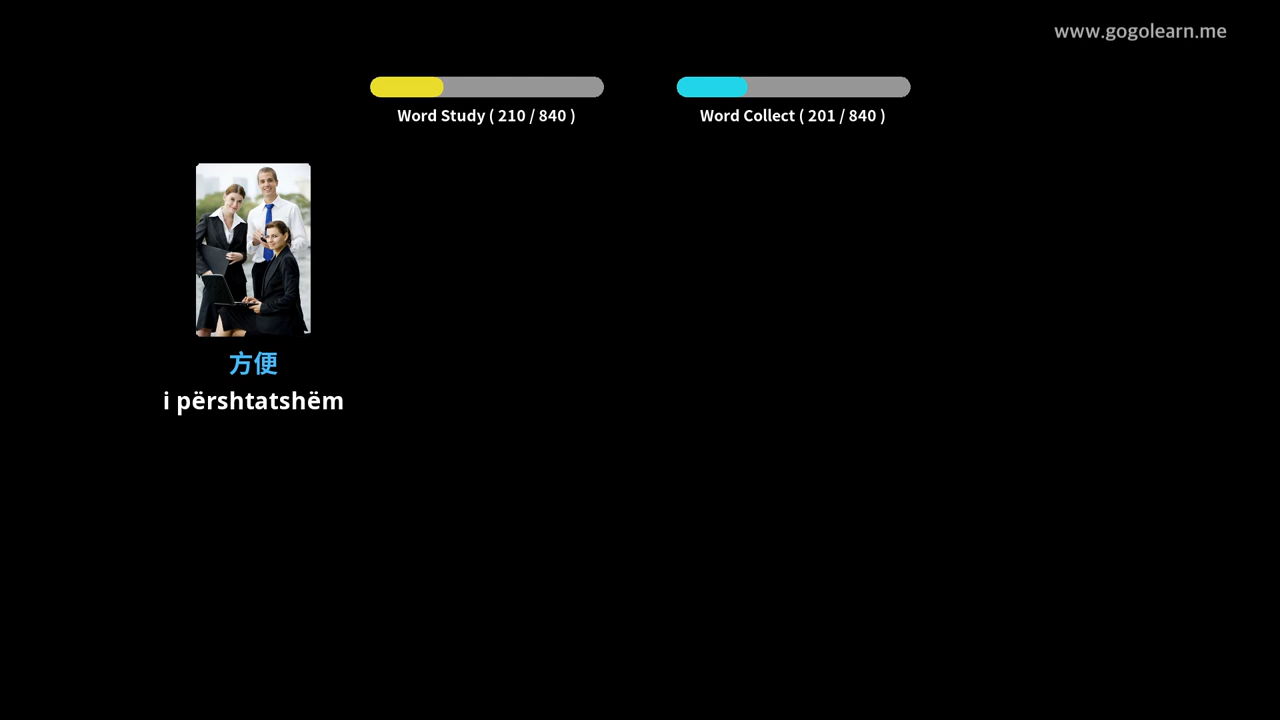 www.gogolearn.me
Word Study ( 210 / 840 )
Word Collect ( 201 / 840 )
方便
i përshtatshëm